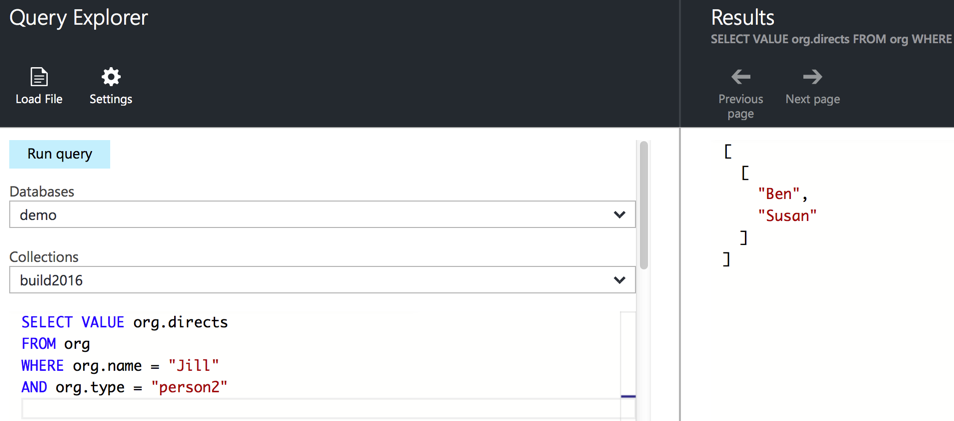 Query Explorer
Load File
Settings
Run query
Databases
demo
Collections
build2016
SELECT VALUE org.directs
FROM org
WHERE org.name = "Jill"
AND org.type = "person2"
Results
SELECT VALUE org.directs FROM org WHERE
Previous
page
Next page
[
[
"Ben",
"Susan"
]
]